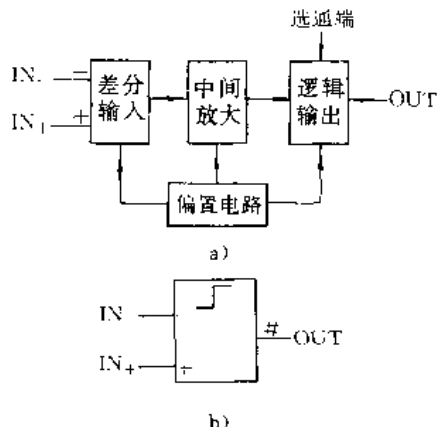 选通端
IN-
差分
输入
中间
放大
逻辑
输出
OUT
IN+
偏置电路
a)
IN
# OUT
IN+
+
b)